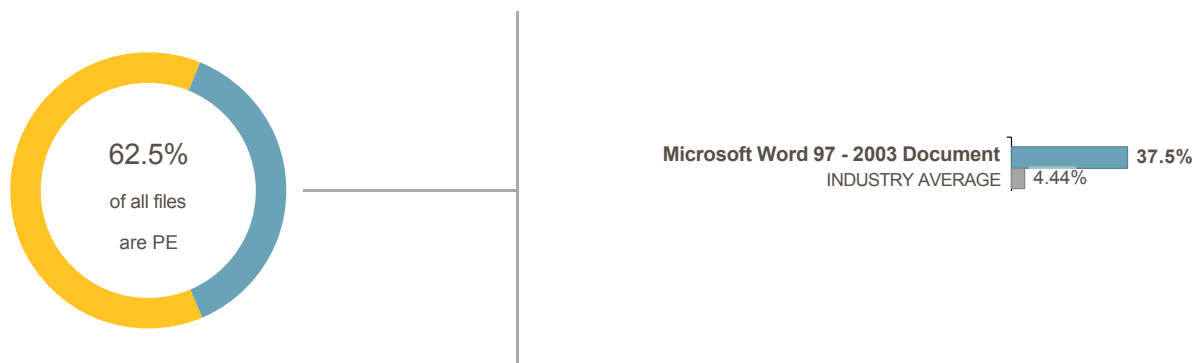 62.5%
of all files
are PE
Microsoft Word 97 - 2003 Document 37.5%
INDUSTRY AVERAGE 4.44%